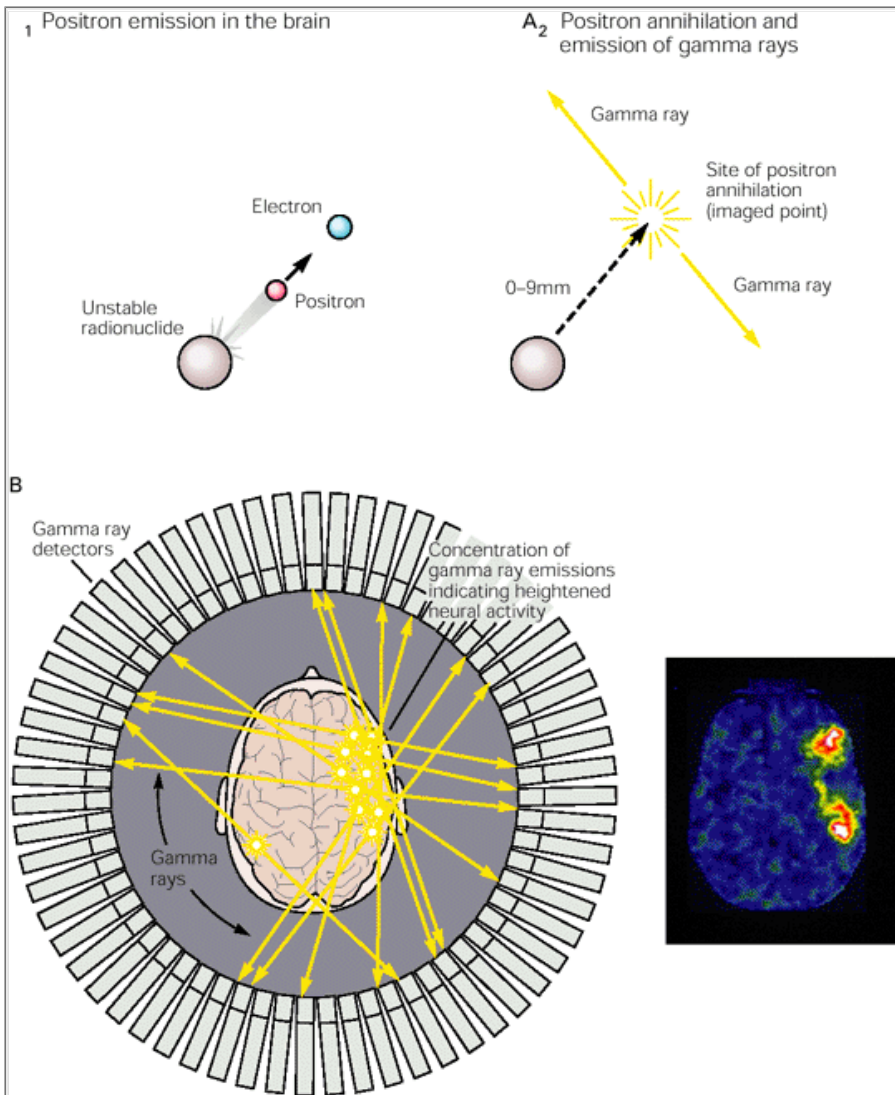 1 Positron emission in the brain
A2 Positron annihilation and
emission of gamma rays
Gamma ray
Site of positron
annihilation
(imaged point)
Electron
0–9mm
Gamma ray
Unstable
radionuclide
Positron
B
Gamma ray
detectors
Concentration of
gamma ray emissions
indicating heightened
neural activity
Gamma
rays